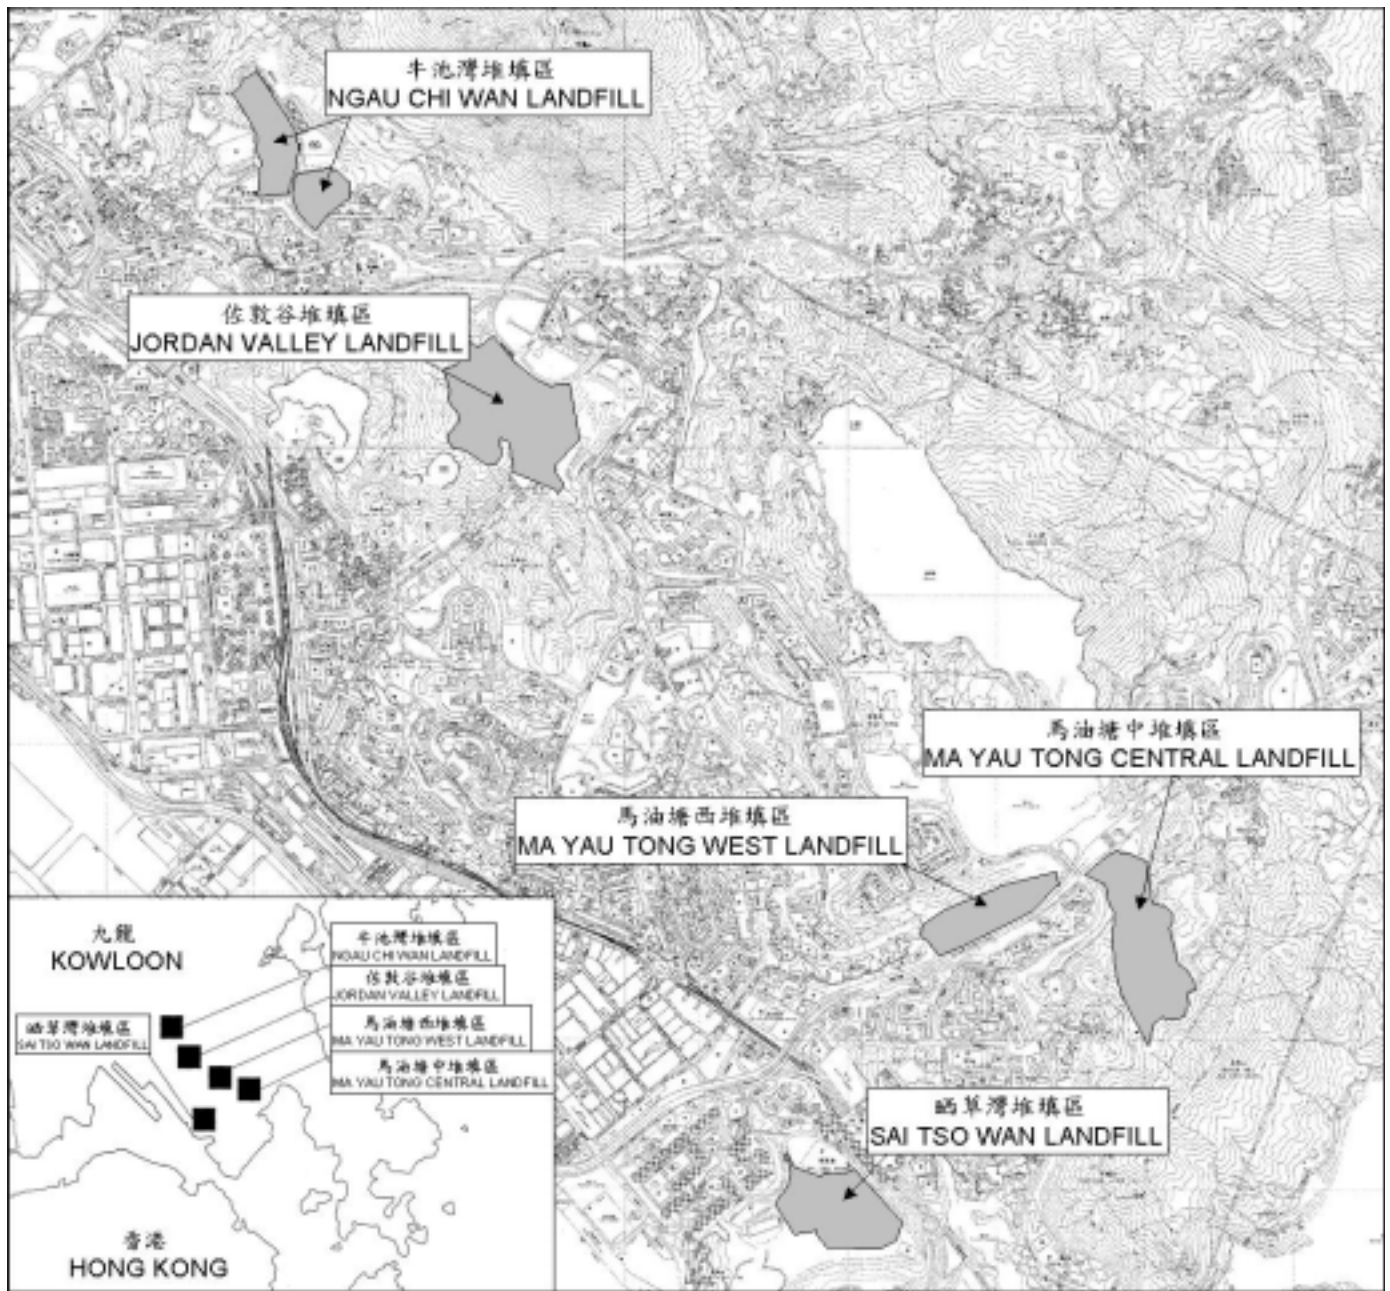 牛池灣堆填區
NGAU CHI WAN LANDFILL
佐敦谷堆填區
JORDAN VALLEY LANDFILL
馬油塘中堆填區
MA YAU TONG CENTRAL LANDFILL
馬油塘西堆填區
MA YAU TONG WEST LANDFILL
晒草灣堆填區
SAI TSO WAN LANDFILL
九龍
KOWLOON
牛池灣堆填區
NGAU CHI WAN LANDFILL
佐敦谷堆填區
JORDAN VALLEY LANDFILL
馬油塘西堆填區
MA YAU TONG WEST LANDFILL
馬油塘中堆填區
MA YAU TONG CENTRAL LANDFILL
晒草灣堆填區
SAI TSO WAN LANDFILL
香港
HONG KONG